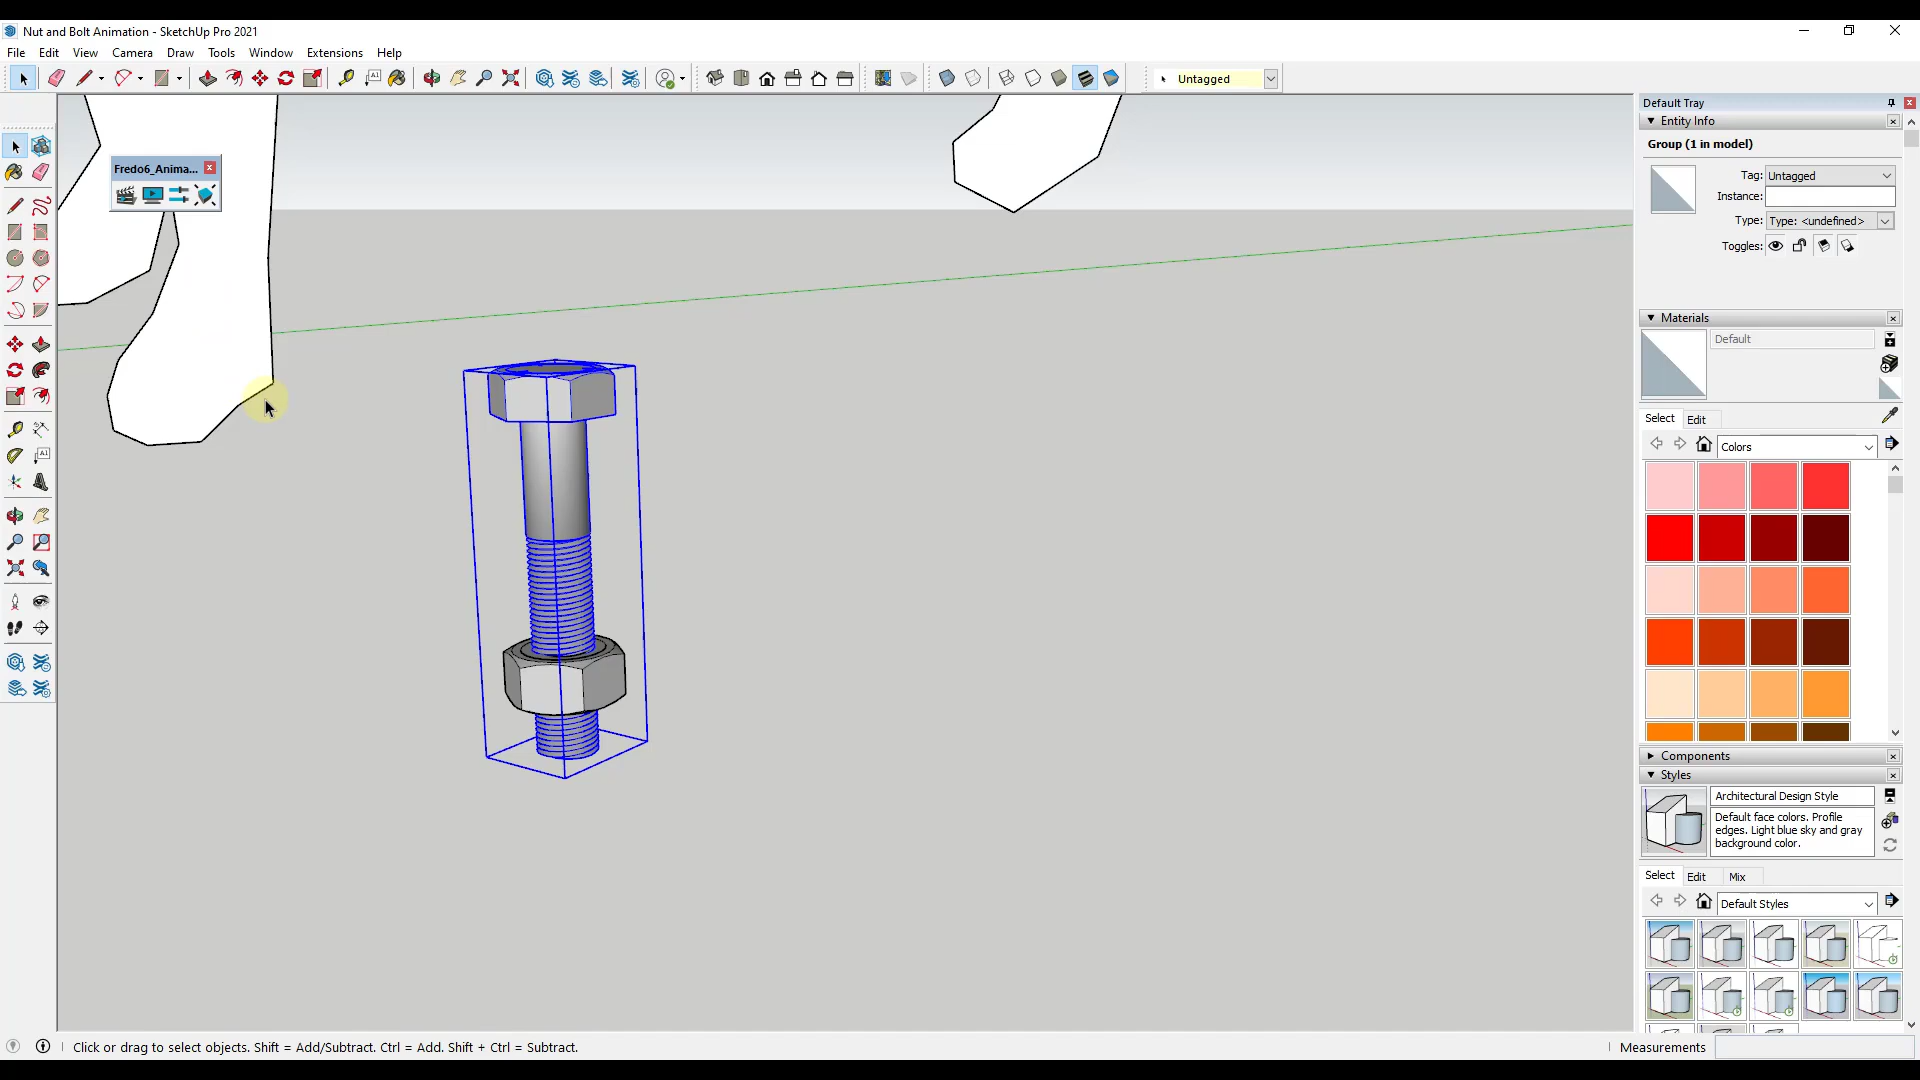 Nut and Bolt Animation - SketchUp Pro 2021
File Edit View Camera Draw Tools Window Extensions Help
A1
Untagged
Default Tray
Entity Info
Group (1 in model)
Tag: Untagged
Instance:
Type: Type: <undefined>
Toggles:
Fredo6_Anima...
Materials
Default
Select Edit
Colors
A1
Components
Styles
Architectural Design Style
Default face colors. Profile
edges. Light blue sky and gray
background color.
Select Edit Mix
Default Styles
Click or drag to select objects. Shift = Add/Subtract. Ctrl = Add. Shift + Ctrl = Subtract.
Measurements